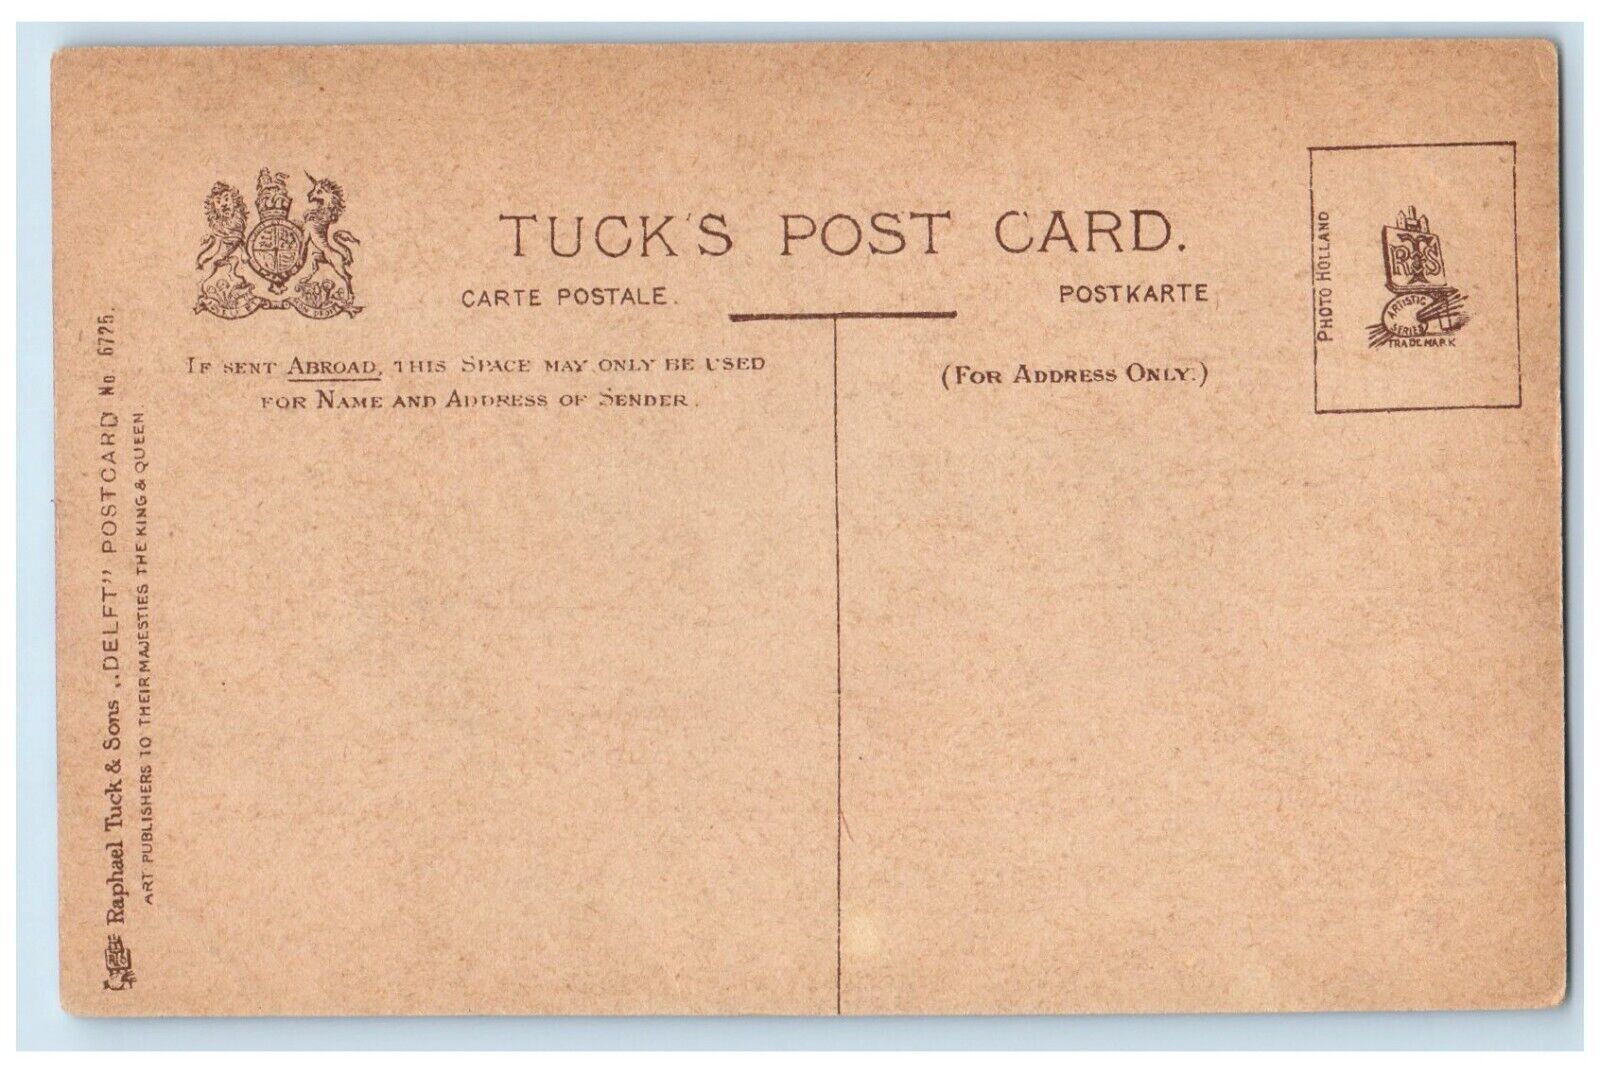 TUCK'S POST CARD.
CARTE POSTALE.
POSTKARTE
IF SENT ABROAD, THIS SPACE MAY ONLY BE USED
FOR NAME AND ADDRESS OF SENDER.
(FOR ADDRESS ONLY.)
PHOTO HOLLAND
R T & S
ARTISTIC
SERIES
TRADE MARK
Raphael Tuck & Sons „DELFT” POSTCARD No 6725.
ART PUBLISHERS TO THEIR MAJESTIES THE KING & QUEEN.